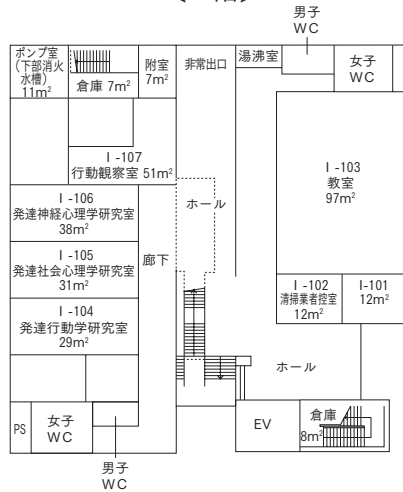 男子
WC
ポンプ室
(下部消火
水槽)
11m²
倉庫 7m²
附室
7m²
非常出口
湯沸室
女子
WC
Ⅰ-107
行動観察室 51m²
Ⅰ-103
教室
97m²
Ⅰ-106
発達神経心理学研究室
38m²
ホール
Ⅰ-105
発達社会心理学研究室
31m²
廊下
Ⅰ-102
清掃業者控室
12m²
I-101
12m²
Ⅰ-104
発達行動学研究室
29m²
ホール
PS
女子
WC
EV
倉庫
8m²
男子
WC